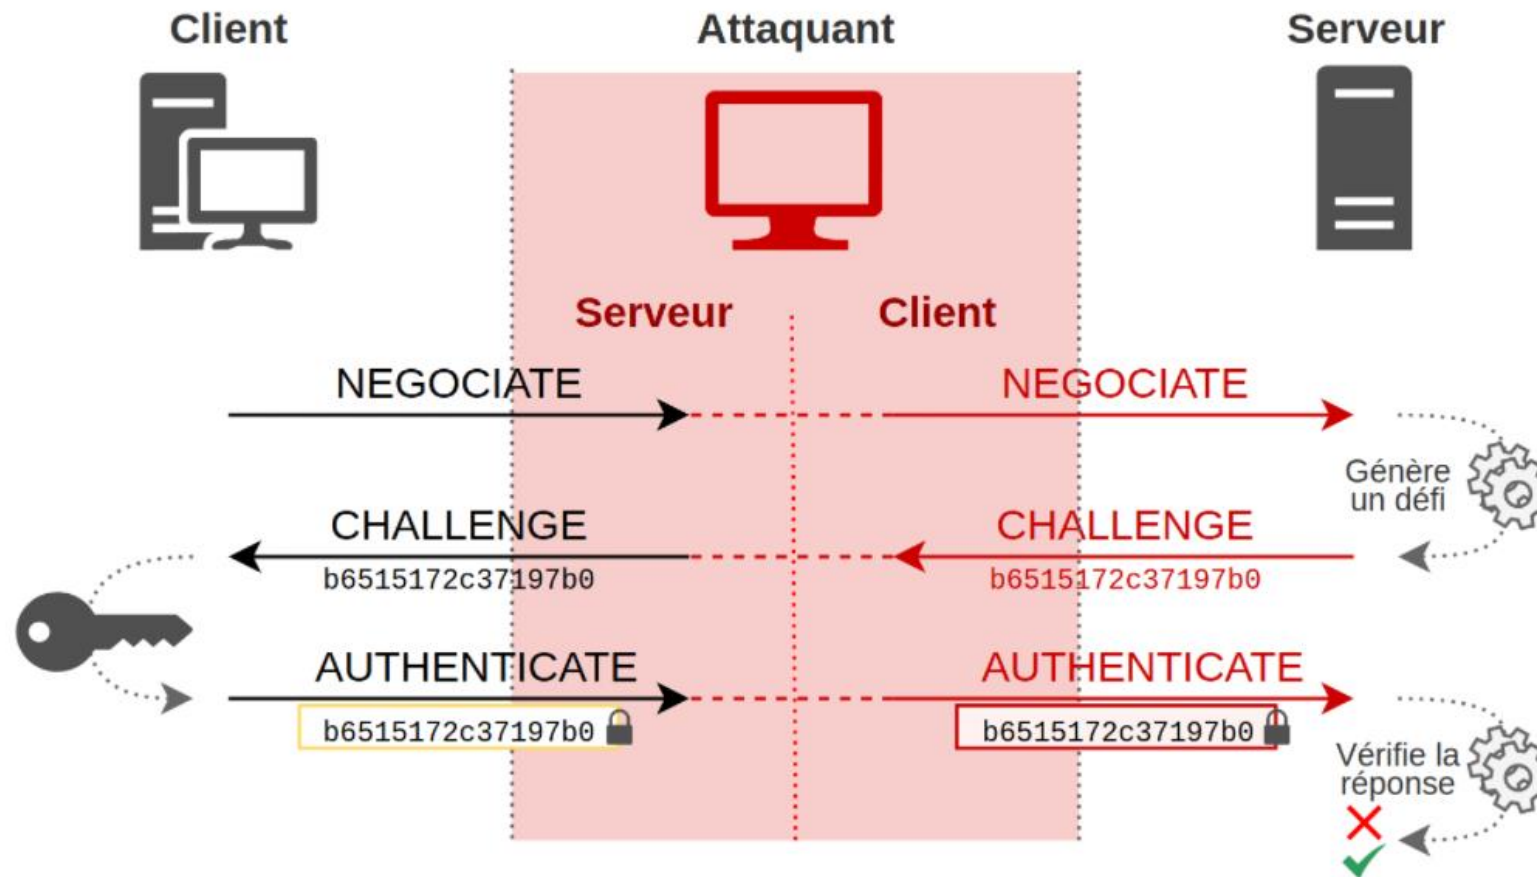 Client
Attaquant
Serveur
Serveur
Client
NEGOCIATE
NEGOCIATE
Génère
un défi
CHALLENGE
CHALLENGE
b6515172c37197b0
b6515172c37197b0
AUTHENTICATE
AUTHENTICATE
b6515172c37197b0
b6515172c37197b0
Vérifie la
réponse